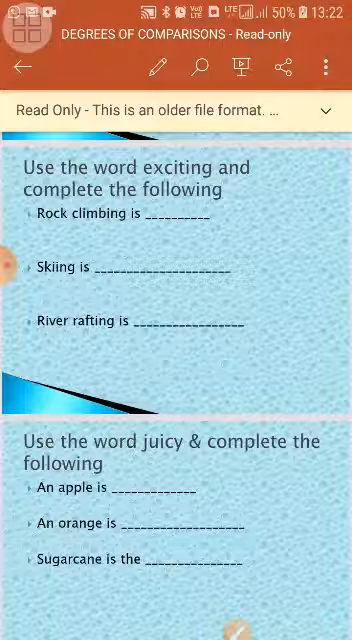 50% 13:22
DEGREES OF COMPARISONS - Read-only
Read Only - This is an older file format. ...
Use the word exciting and
complete the following
Rock climbing is __________
Skiing is _____________________
River rafting is _________________
Use the word juicy & complete the
following
An apple is _____________
An orange is ___________________
Sugarcane is the _______________